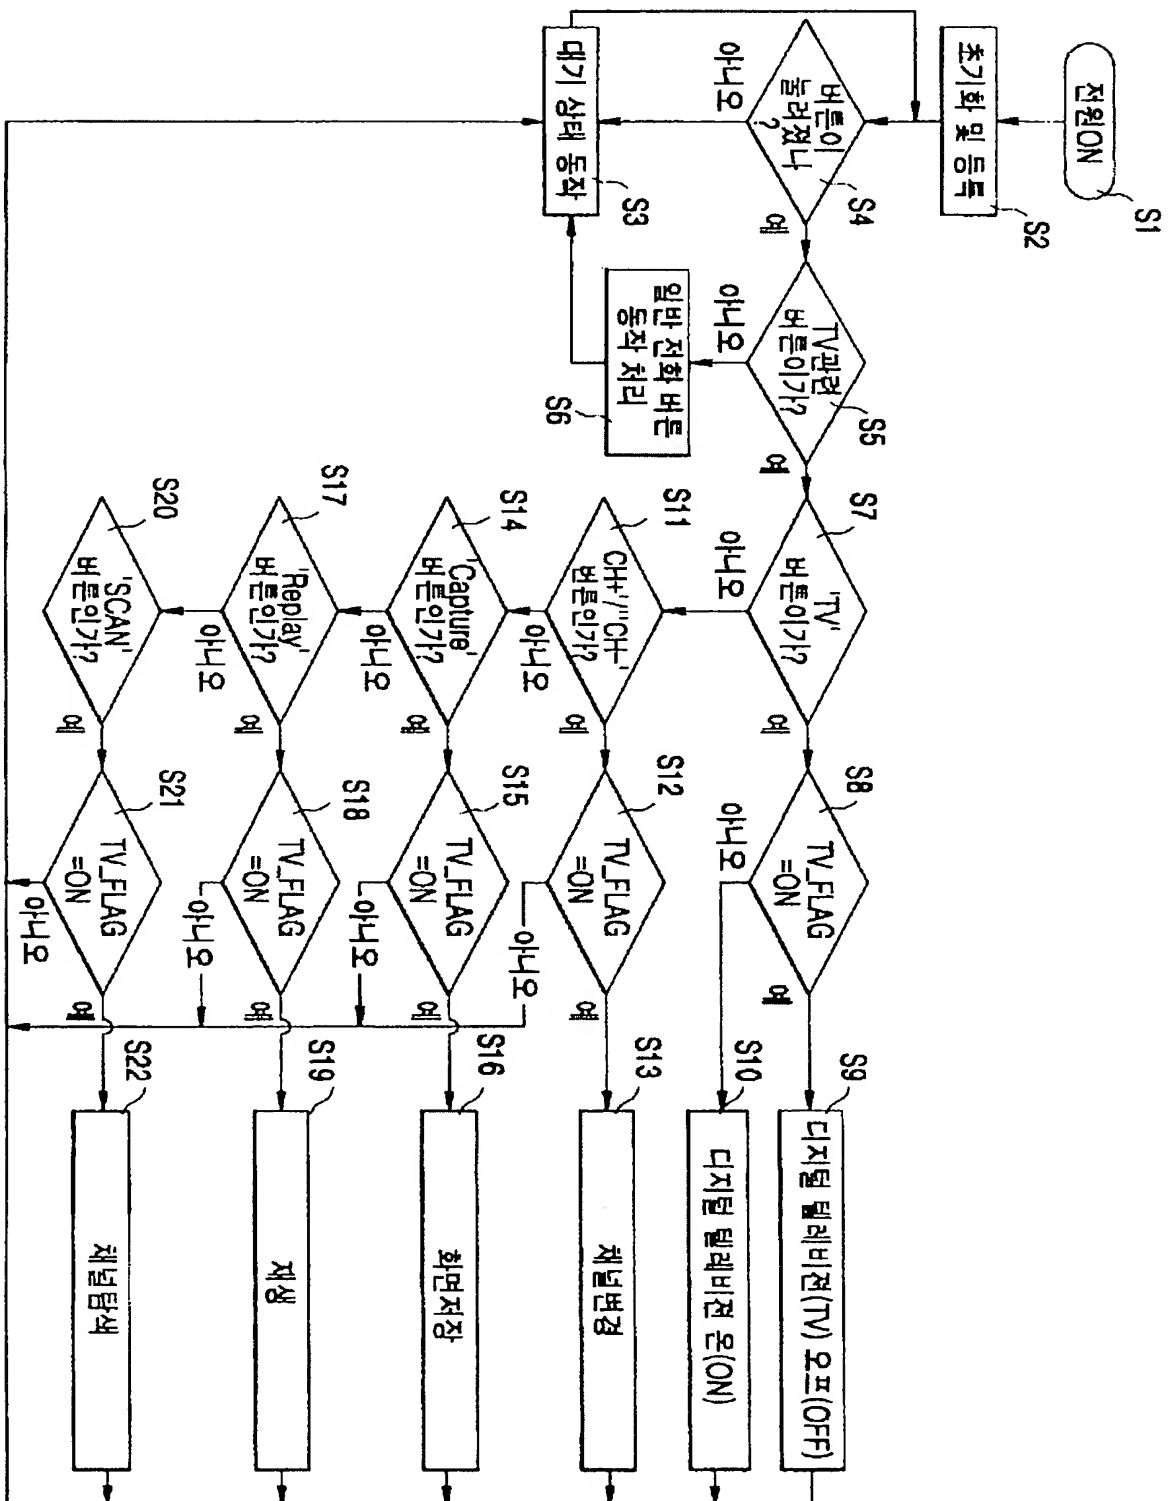 전원ON
S1
초기화 및 등록
S2
버튼이
눌러졌나
?
S4
아니오
예
대기 상태 동작
S3
TV관련
버튼이가?
S5
아니오
예
일반 전화 버튼
동작 처리
S6
'TV'
버튼이가?
S7
아니오
예
TV_FLAG
=ON
S8
아니오
예
디지털 텔레비전(TV) 오프(OFF)
S9
디지털 텔레비전 온(ON)
S10
CH+'/"CH-'
번튼인가?
S11
아니오
예
TV_FLAG
=ON
S12
아니오
예
채널변경
S13
'Capture'
버튼인가?
S14
아니오
예
TV_FLAG
=ON
S15
아니오
예
화면저장
S16
'Replay'
버튼인가?
S17
아니오
예
TV_FLAG
=ON
S18
아니오
예
재생
S19
'SCAN'
버튼인가?
S20
예
TV_FLAG
=ON
S21
아니오
예
채널탐색
S22